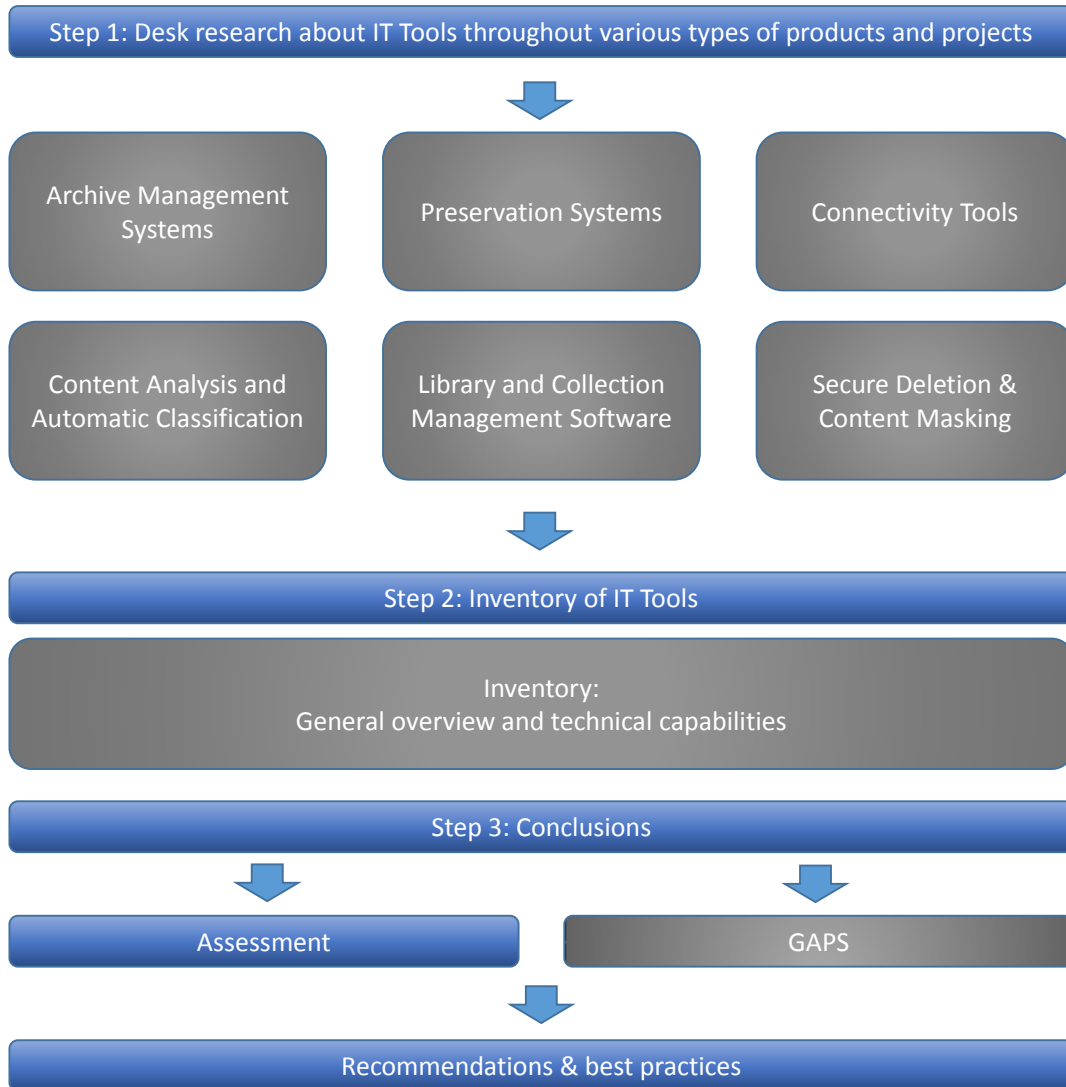 Step 1: Desk research about IT Tools throughout various types of products and projects
Archive Management
Systems
Preservation Systems
Connectivity Tools
Content Analysis and
Automatic Classification
Library and Collection
Management Software
Secure Deletion &
Content Masking
Step 2: Inventory of IT Tools
Inventory:
General overview and technical capabilities
Step 3: Conclusions
Assessment
GAPS
Recommendations & best practices